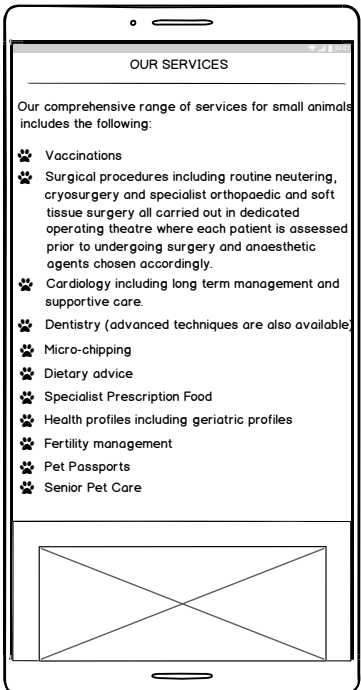 23:01
OUR SERVICES
Our comprehensive range of services for small animals
includes the following:
Vaccinations
Surgical procedures including routine neutering,
cryosurgery and specialist orthopaedic and soft
tissue surgery all carried out in dedicated
operating theatre where each patient is assessed
prior to undergoing surgery and anaesthetic
agents chosen accordingly.
Cardiology including long term management and
supportive care.
Dentistry (advanced techniques are also available)
Micro-chipping
Dietary advice
Specialist Prescription Food
Health profiles including geriatric profiles
Fertility management
Pet Passports
Senior Pet Care